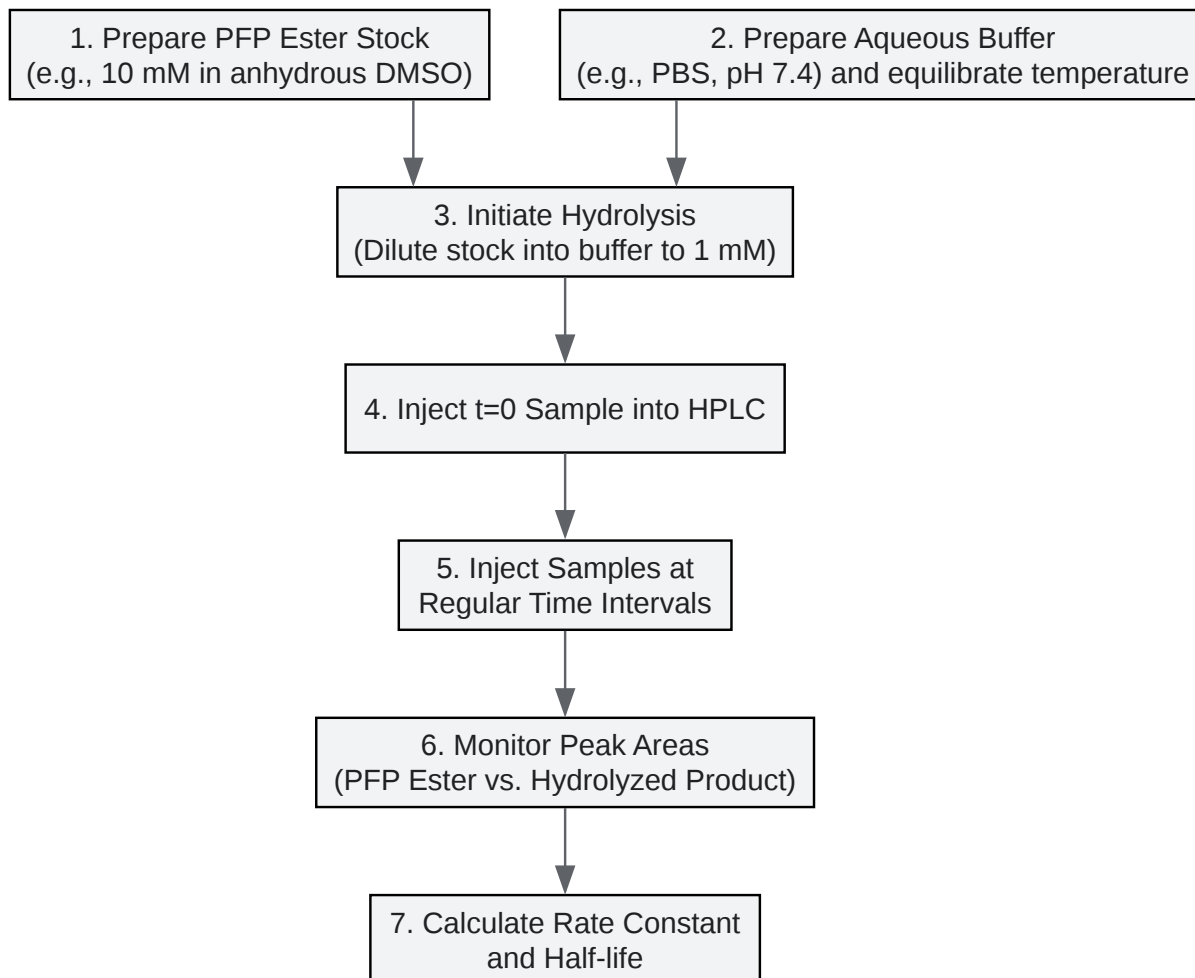 1. Prepare PFP Ester Stock
(e.g., 10 mM in anhydrous DMSO)
2. Prepare Aqueous Buffer
(e.g., PBS, pH 7.4) and equilibrate temperature
3. Initiate Hydrolysis
(Dilute stock into buffer to 1 mM)
4. Inject t=0 Sample into HPLC
5. Inject Samples at
Regular Time Intervals
6. Monitor Peak Areas
(PFP Ester vs. Hydrolyzed Product)
7. Calculate Rate Constant
and Half-life